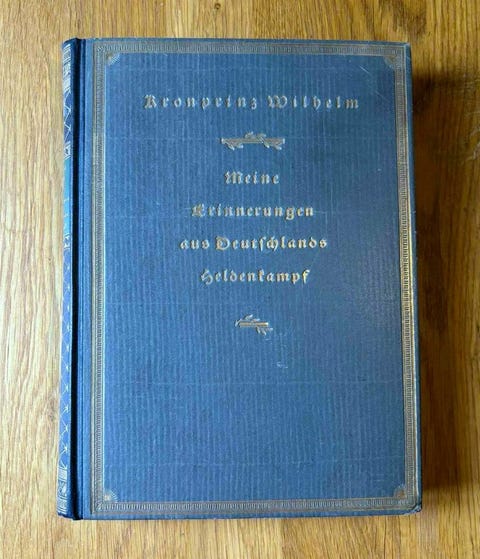 Kronprinz Wilhelm
Meine
Erinnerungen
aus Deutschlands
Heldenkampf